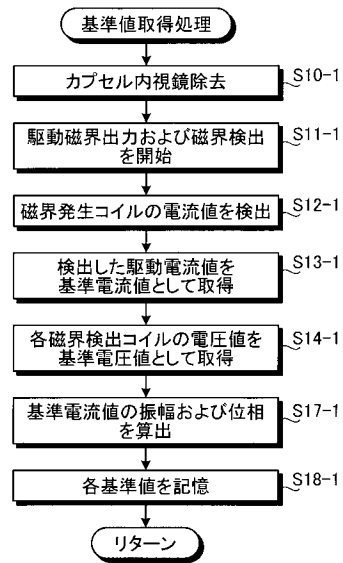 基準値取得処理
カプセル内視鏡除去
S10-1
駆動磁界出力および磁界検出
を開始
S11-1
磁界発生コイルの電流値を検出
S12-1
検出した駆動電流値を
基準電流値として取得
S13-1
各磁界検出コイルの電圧値を
基準電圧値として取得
S14-1
基準電流値の振幅および位相
を算出
S17-1
各基準値を記憶
S18-1
リターン